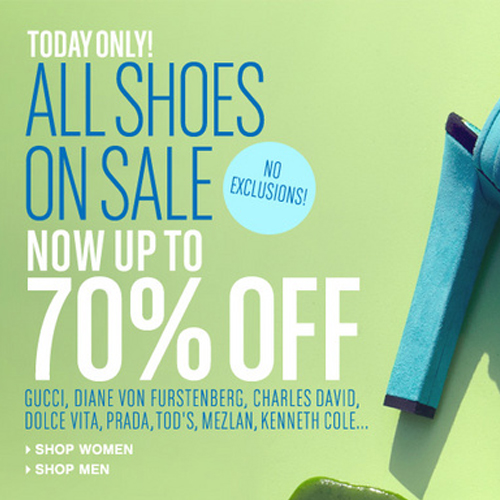 TODAY ONLY!
ALL SHOES
ON SALE
NO
EXCLUSIONS!
NOW UP TO
70% OFF
GUCCI, DIANE VON FURSTENBERG, CHARLES DAVID,
DOLCE VITA, PRADA, TOD'S, MEZLAN, KENNETH COLE...
SHOP WOMEN
SHOP MEN